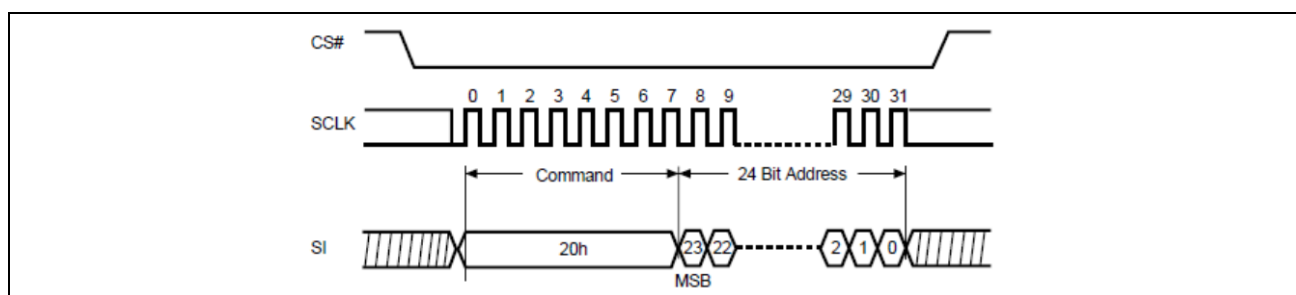 CS#
0 1 2 3 4 5 6 7 8 9 29 30 31
SCLK
Command 24 Bit Address
SI 20h 23 22 2 1 0
MSB